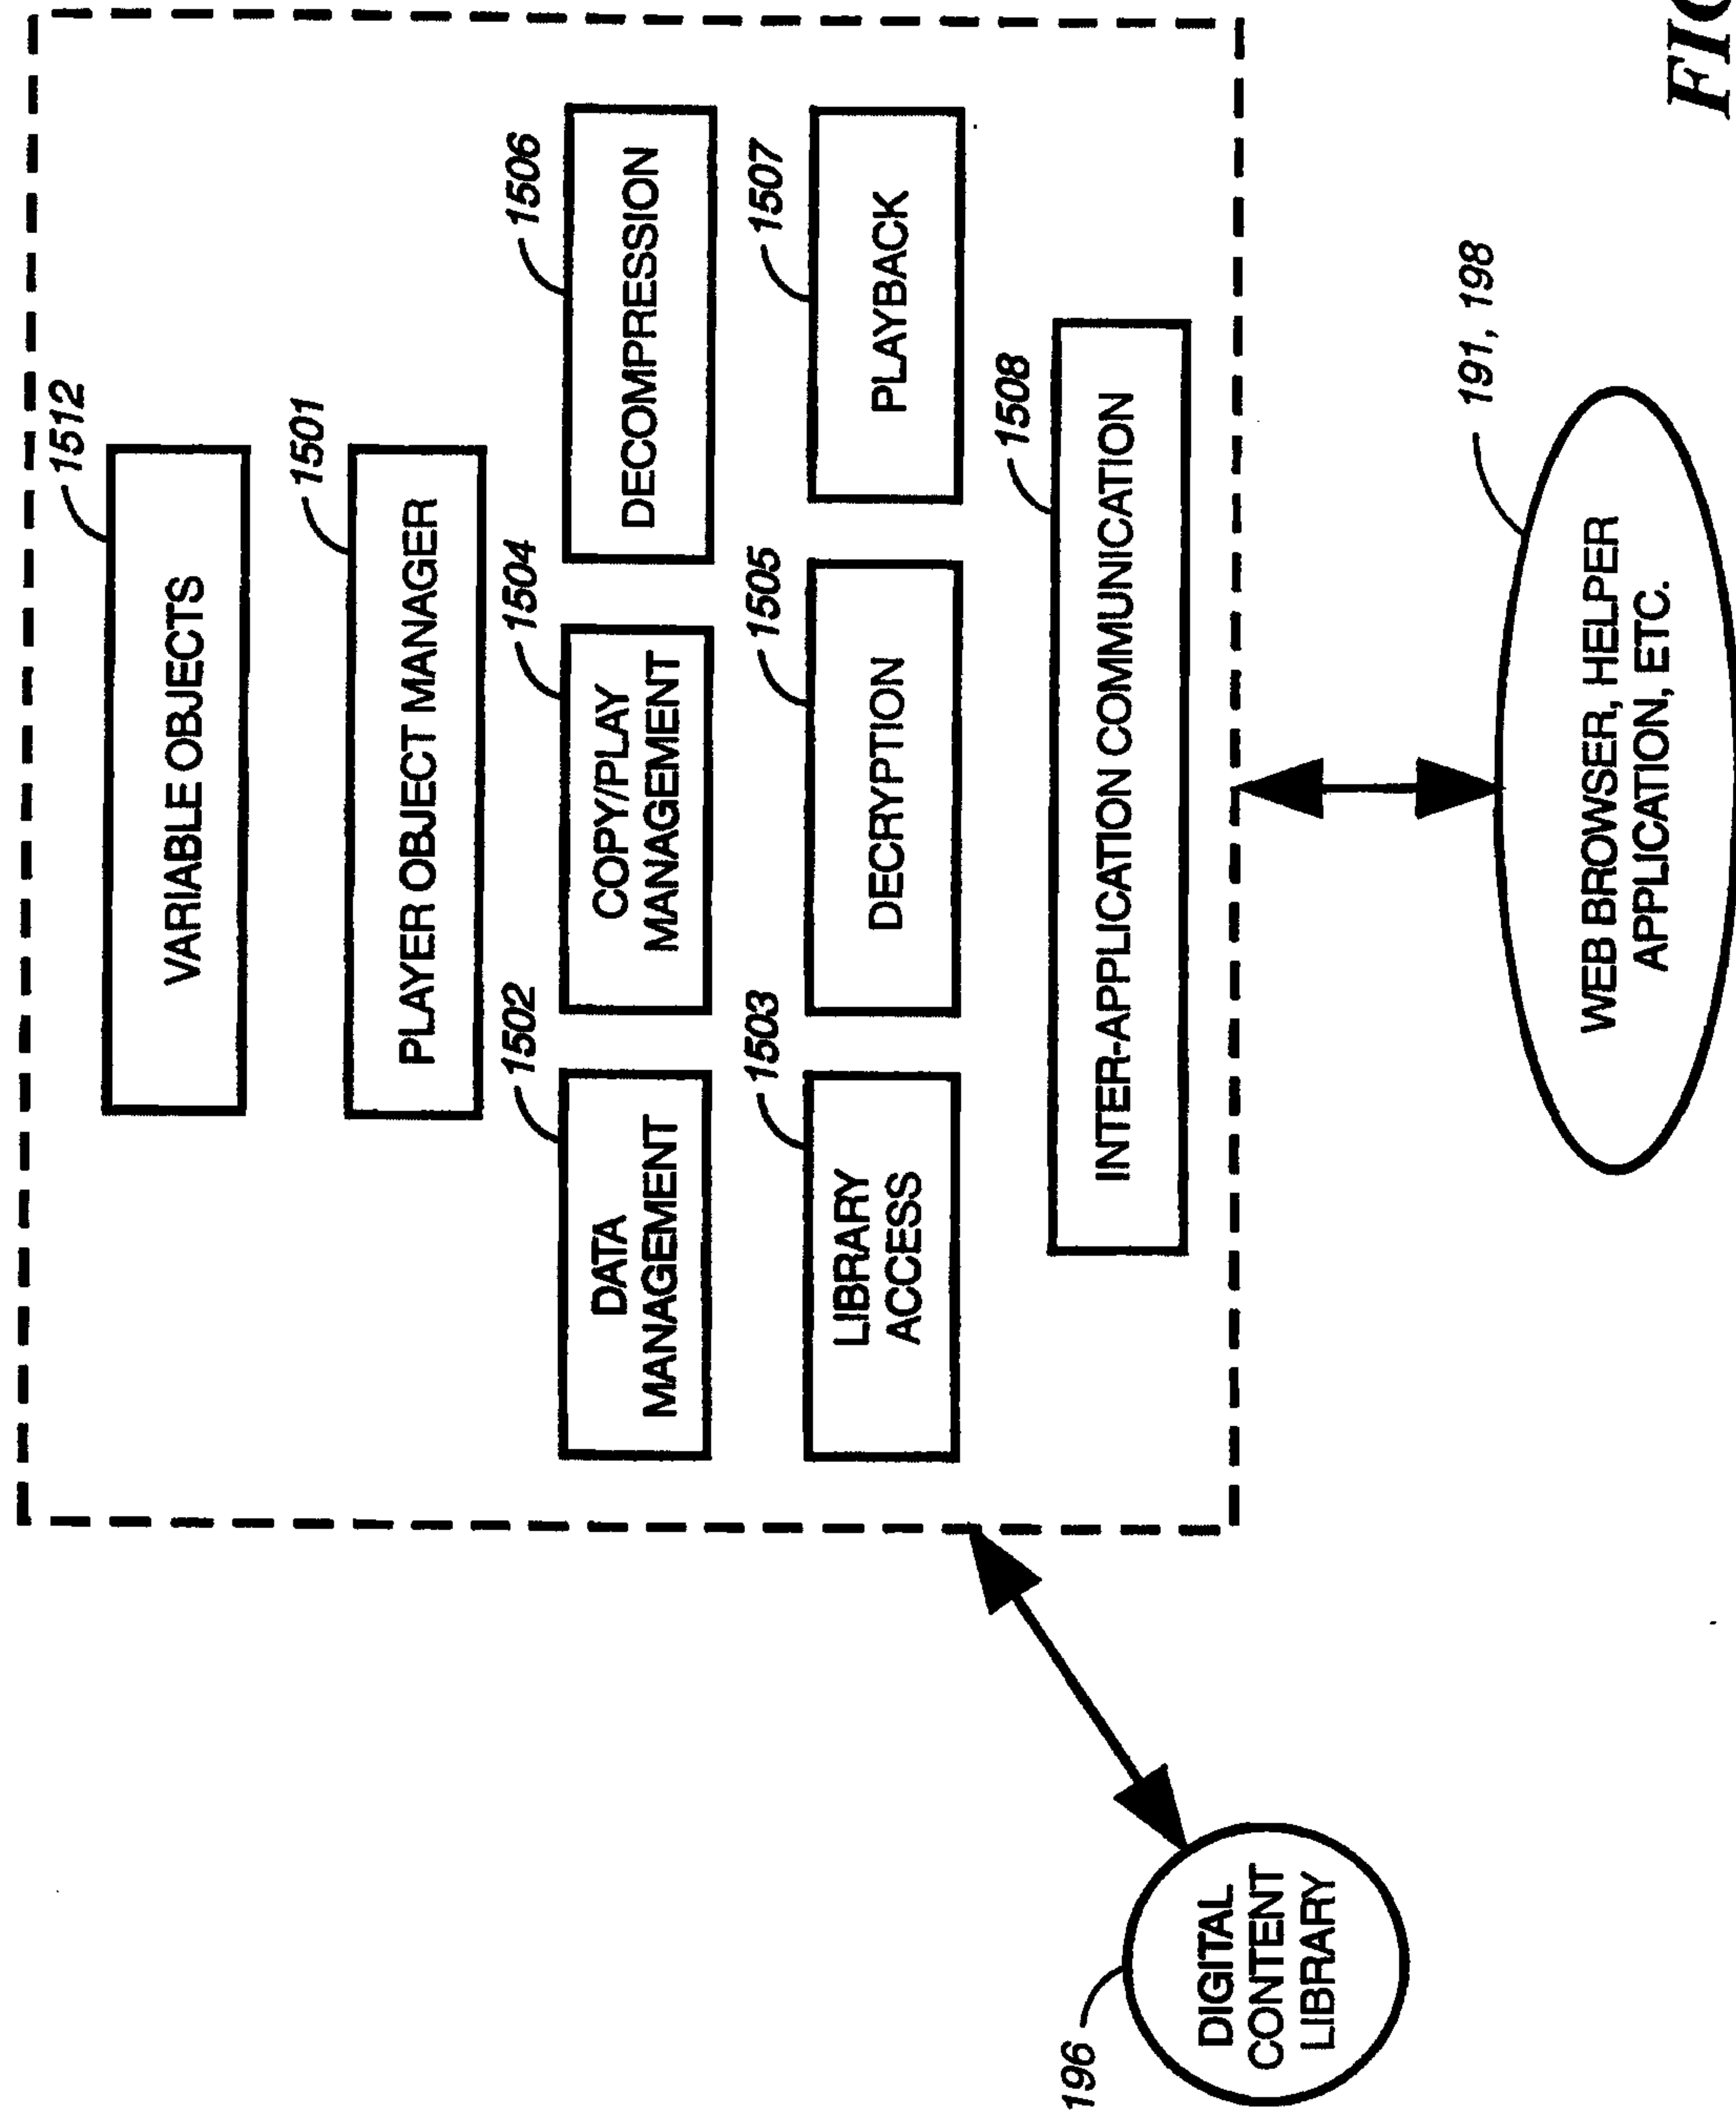 1512
VARIABLE OBJECTS
1501
PLAYER OBJECT MANAGER
1502
DATA
MANAGEMENT
1504
COPY/PLAY
MANAGEMENT
1506
DECOMPRESSION
1503
LIBRARY
ACCESS
1505
DECRYPTION
1507
PLAYBACK
1508
INTER-APPLICATION COMMUNICATION
196
DIGITAL
CONTENT
LIBRARY
191, 198
WEB BROWSER, HELPER
APPLICATION, ETC.